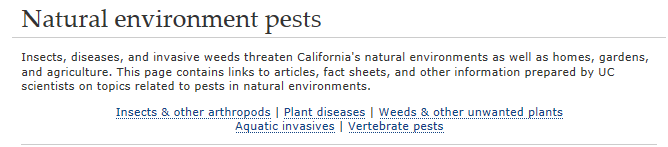 Natural environment pests
Insects, diseases, and invasive weeds threaten California's natural environments as well as homes, gardens,
and agriculture. This page contains links to articles, fact sheets, and other information prepared by UC
scientists on topics related to pests in natural environments.
Insects & other arthropods | Plant diseases | Weeds & other unwanted plants
Aquatic invasives | Vertebrate pests